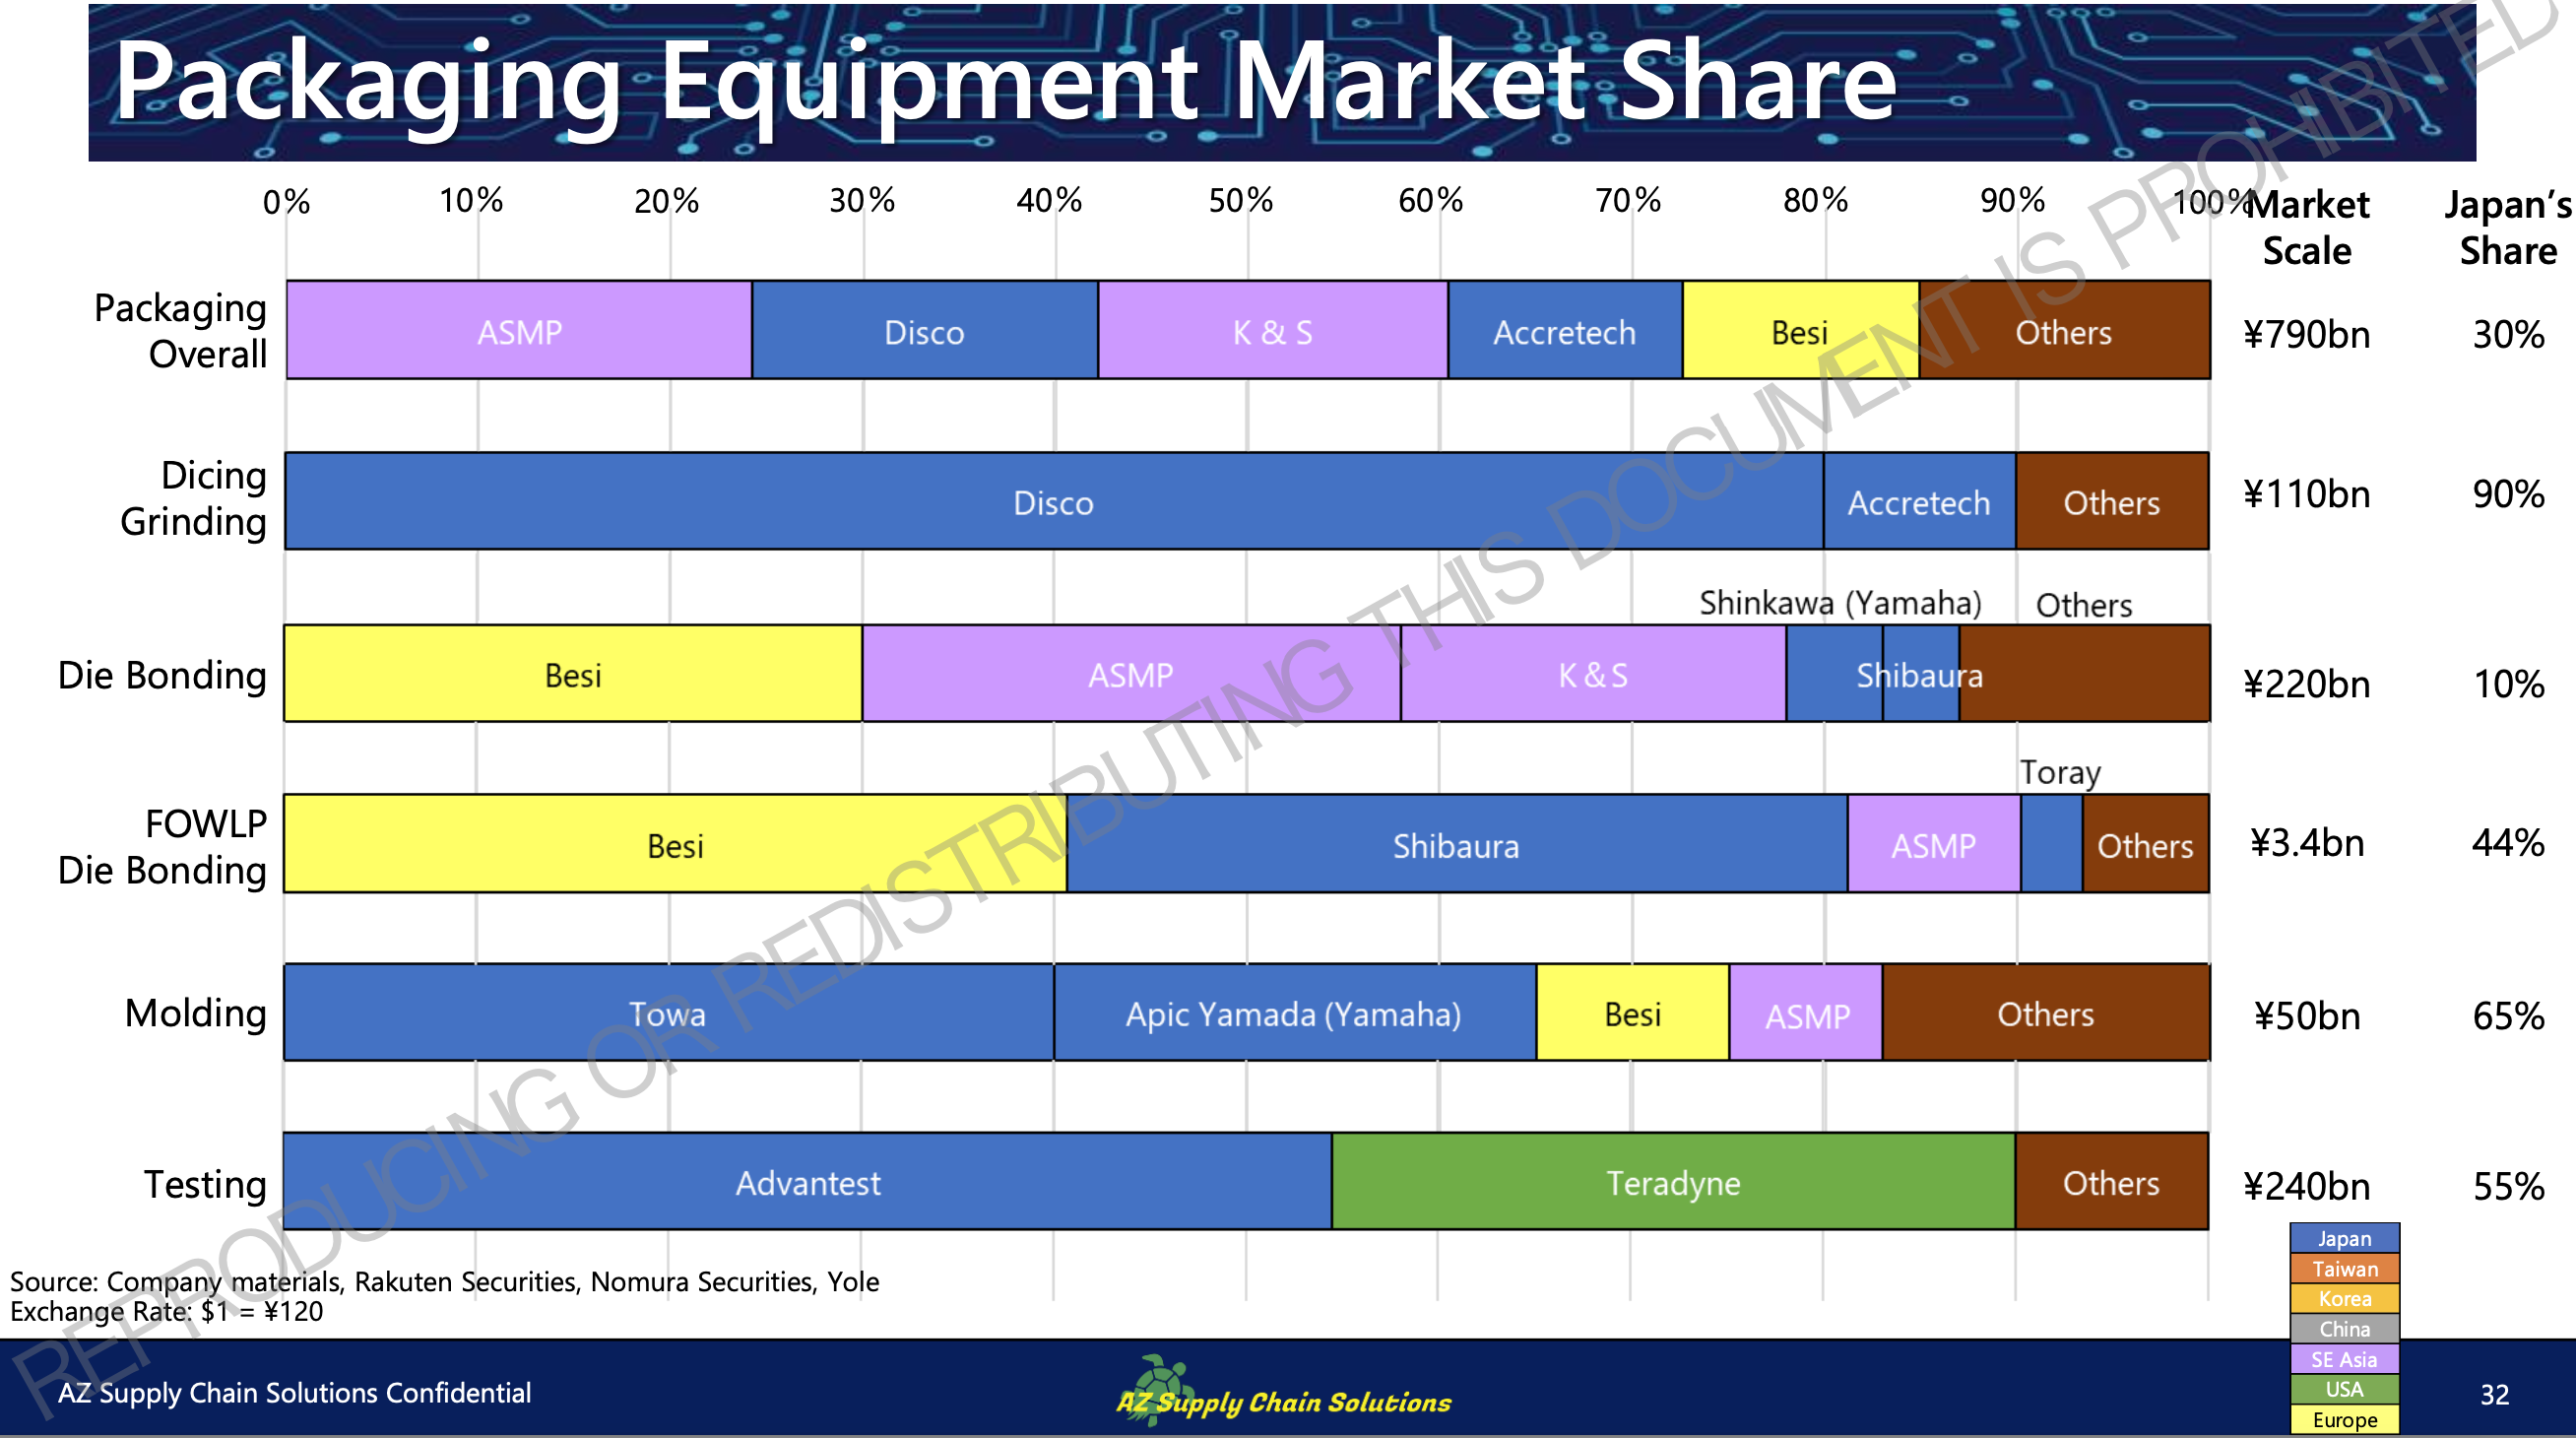 Packaging Equipment Market Share
0% 10% 20% 30% 40% 50% 60% 70% 80% 90% 100%
Market
Scale
Japan's
Share
Packaging
Overall
ASMP Disco K & S Accretech Besi Others
¥790bn 30%
Dicing
Grinding
Disco Accretech Others
¥110bn 90%
Shinkawa (Yamaha) Others
Die Bonding
Besi ASMP K & S Shibaura
¥220bn 10%
Toray
FOWLP
Die Bonding
Besi Shibaura ASMP Others
¥3.4bn 44%
Molding
Towa Apic Yamada (Yamaha) Besi ASMP Others
¥50bn 65%
Testing
Advantest Teradyne Others
¥240bn 55%
Japan
Taiwan
Korea
China
SE Asia
USA
Europe
Source: Company materials, Rakuten Securities, Nomura Securities, Yole
Exchange Rate: $1 = ¥120
AZ Supply Chain Solutions Confidential
AZ Supply Chain Solutions
32
REPRODUCING OR REDISTRIBUTING THIS DOCUMENT IS PROHIBITED